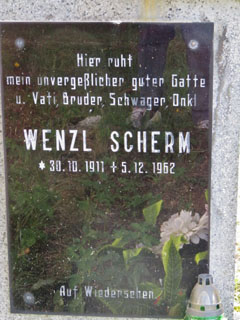 Hier ruht
mein unvergeßlicher guter Gatte
u. Vati, Bruder, Schwager, Onkl
WENZL SCHERM
* 30. 10. 1911 + 5. 12. 1962
Auf Wiedersehen